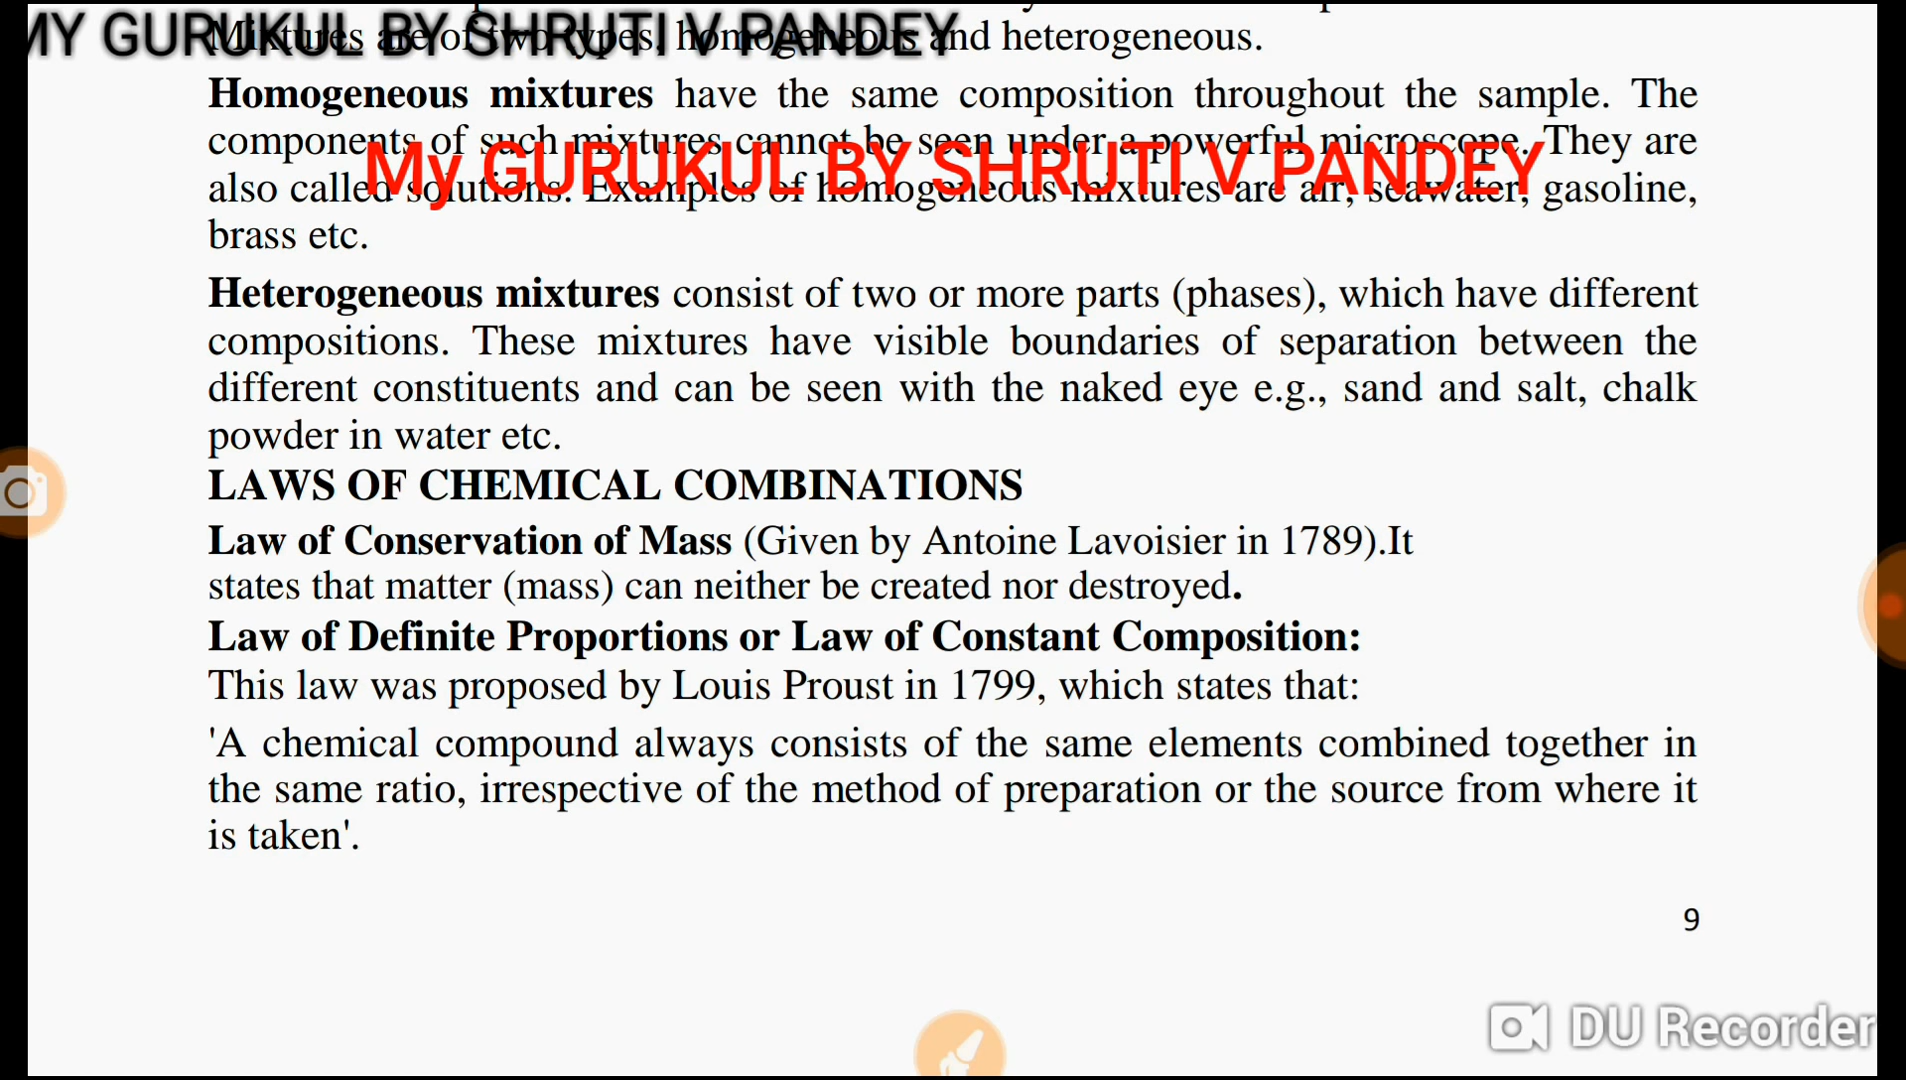 MY GURUKUL BY SHRUTI V PANDEY
Mixtures are of two types, homogeneous and heterogeneous.
Homogeneous mixtures have the same composition throughout the sample. The
components of such mixtures cannot be seen under a powerful microscope. They are
My GURUKUL BY SHRUTI V PANDEY
also called solutions. Examples of homogeneous mixtures are air, seawater, gasoline,
brass etc.
Heterogeneous mixtures consist of two or more parts (phases), which have different
compositions. These mixtures have visible boundaries of separation between the
different constituents and can be seen with the naked eye e.g., sand and salt, chalk
powder in water etc.
LAWS OF CHEMICAL COMBINATIONS
Law of Conservation of Mass (Given by Antoine Lavoisier in 1789).It
states that matter (mass) can neither be created nor destroyed.
Law of Definite Proportions or Law of Constant Composition:
This law was proposed by Louis Proust in 1799, which states that:
'A chemical compound always consists of the same elements combined together in
the same ratio, irrespective of the method of preparation or the source from where it
is taken'.
9
DU Recorder